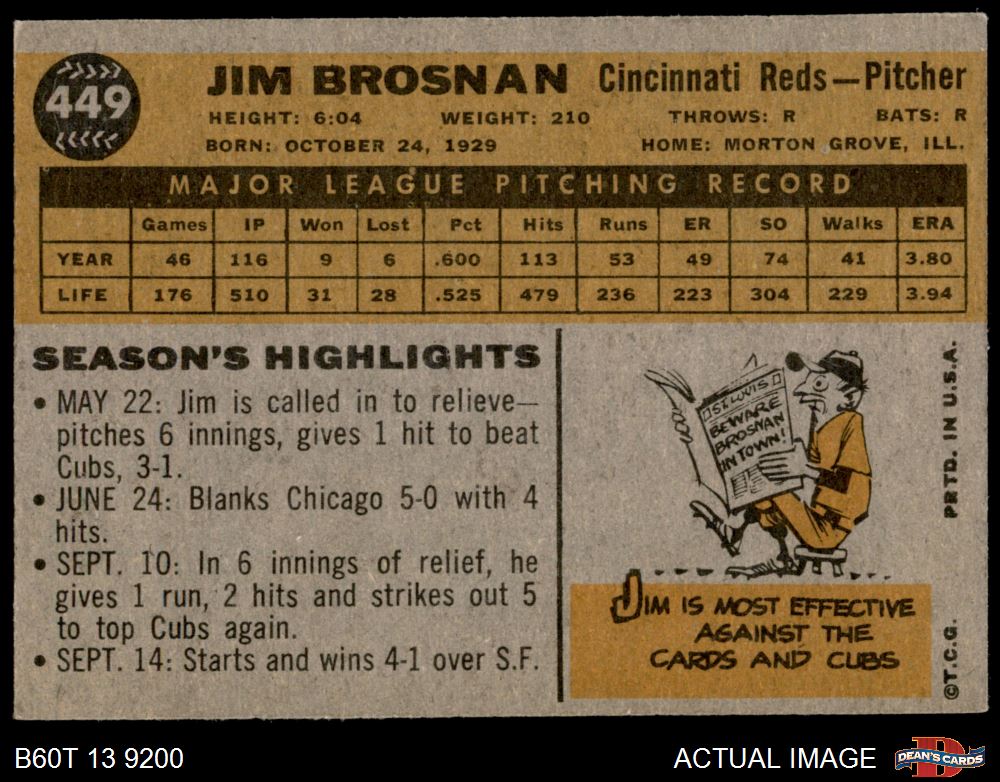 449
JIM BROSNAN Cincinnati Reds—Pitcher
HEIGHT: 6:04 WEIGHT: 210 THROWS: R BATS: R
BORN: OCTOBER 24, 1929 HOME: MORTON GROVE, ILL.
MAJOR LEAGUE PITCHING RECORD
Games IP Won Lost Pct Hits Runs ER SO Walks ERA
YEAR 46 116 9 6 .600 113 53 49 74 41 3.80
LIFE 176 510 31 28 .525 479 236 223 304 229 3.94
SEASON'S HIGHLIGHTS
• MAY 22: Jim is called in to relieve—
pitches 6 innings, gives 1 hit to beat
Cubs, 3-1.
• JUNE 24: Blanks Chicago 5-0 with 4
hits.
• SEPT. 10: In 6 innings of relief, he
gives 1 run, 2 hits and strikes out 5
to top Cubs again.
• SEPT. 14: Starts and wins 4-1 over S.F.
ST. LOUIS
BEWARE
BROSNAN
IN TOWN!
JIM IS MOST EFFECTIVE
AGAINST THE
CARDS AND CUBS
©T.C.G. PRTD. IN U.S.A.
B60T 13 9200 ACTUAL IMAGE
D
DEAN'S CARDS